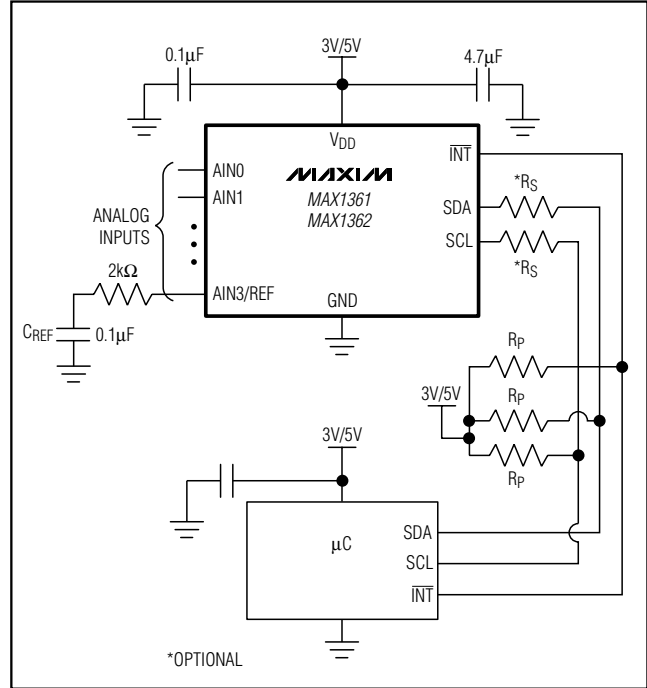 3V/5V
0.1μF
4.7μF
VDD
INT
AIN0
MAXIM
*RS
AIN1
MAX1361
SDA
MAX1362
ANALOG
INPUTS
SCL
*RS
2kΩ
AIN3/REF
GND
CREF
0.1μF
RP
3V/5V
RP
3V/5V
RP
μC
SDA
SCL
INT
*OPTIONAL